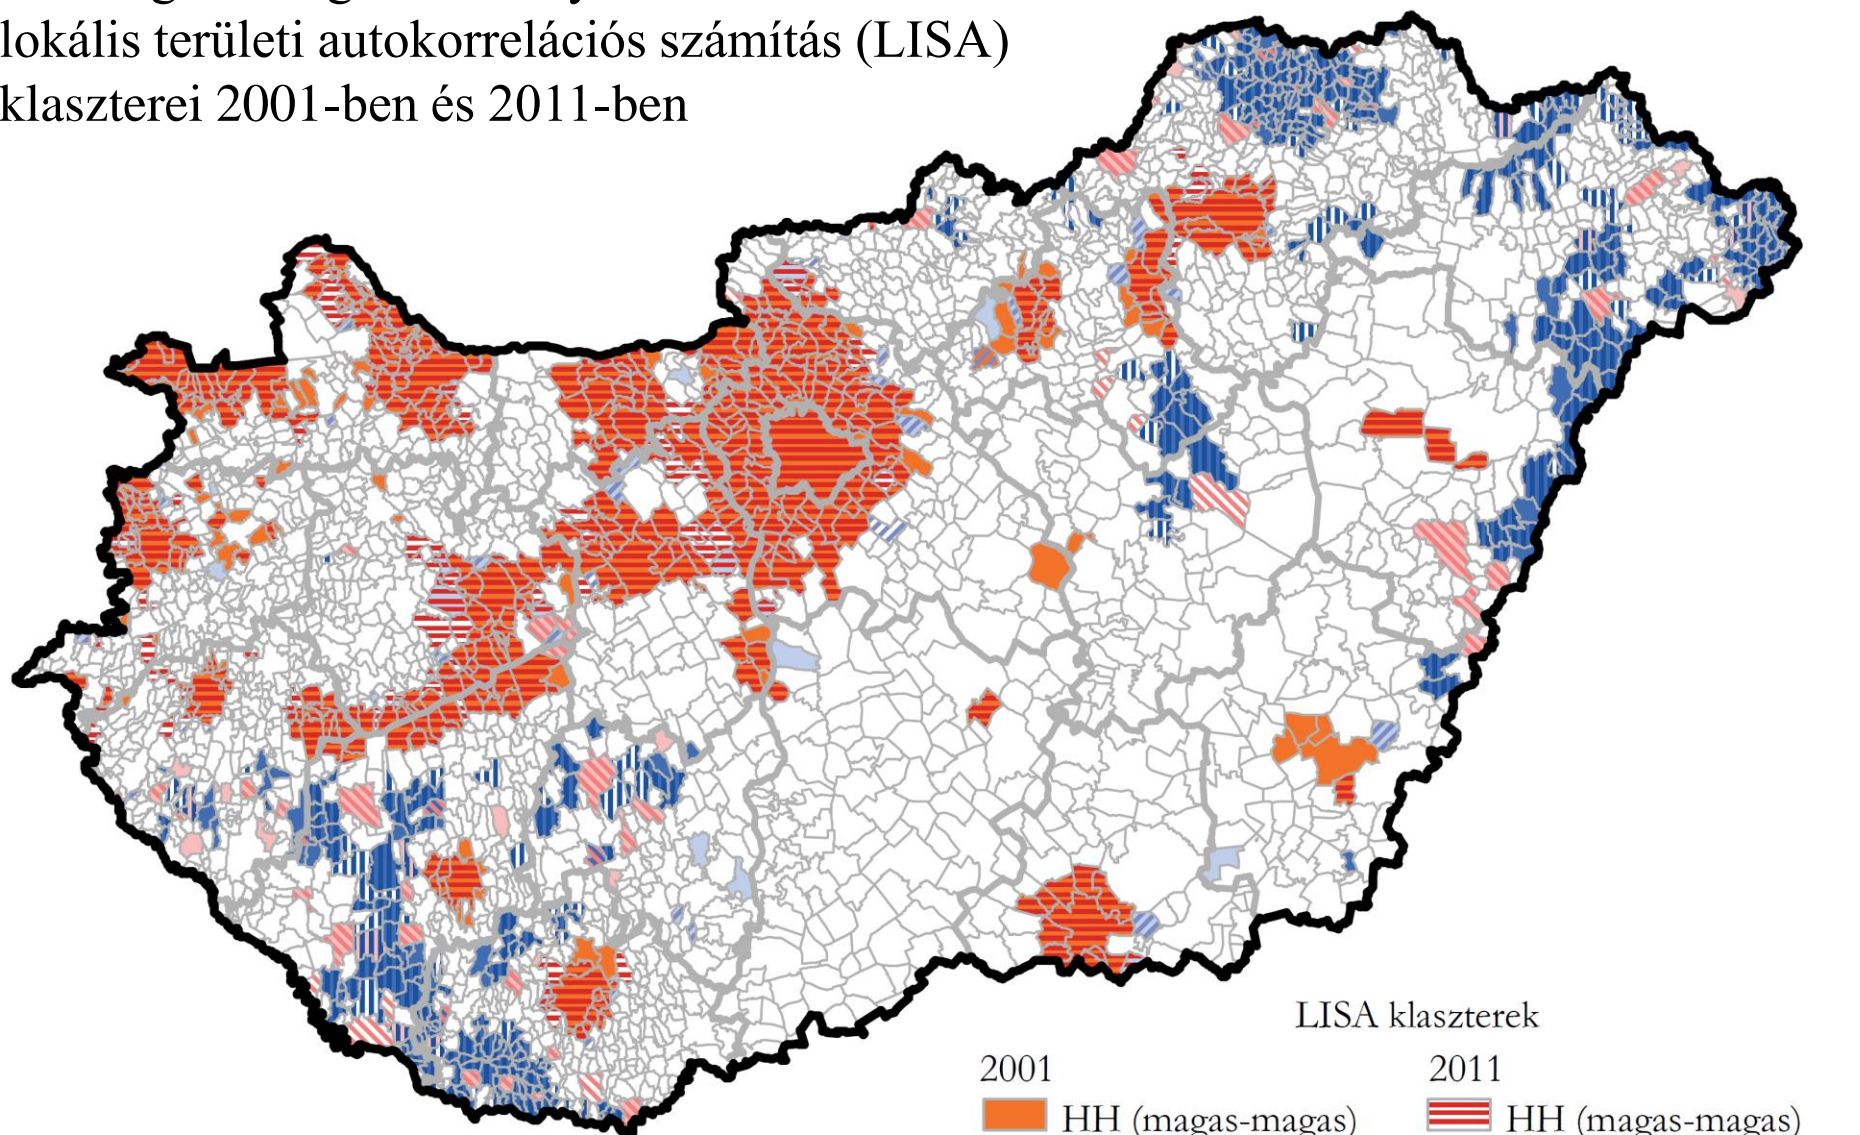 lokális területi autokorrelációs számítás (LISA)
klaszterei 2001-ben és 2011-ben
LISA klaszterek
2001
2011
HH (magas-magas)
HH (magas-magas)